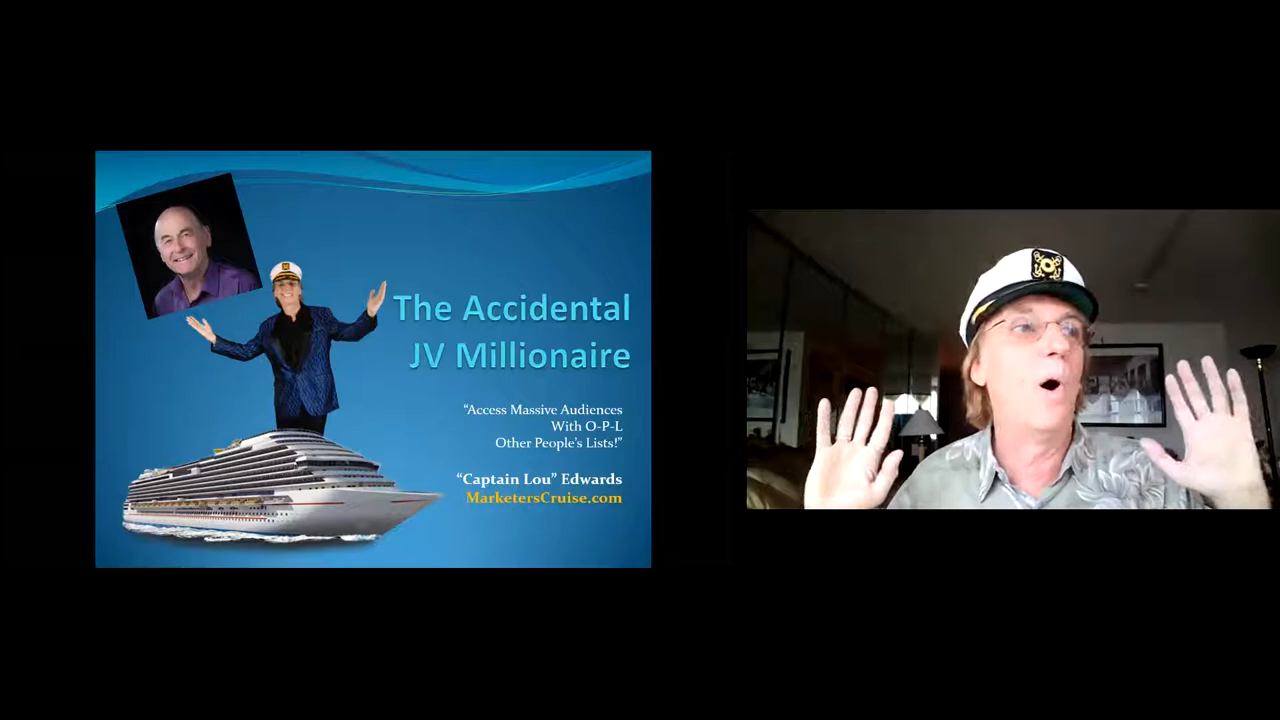 The Accidental
JV Millionaire
“Access Massive Audiences
With O-P-L
Other People’s Lists!”
“Captain Lou” Edwards
MarketersCruise.com